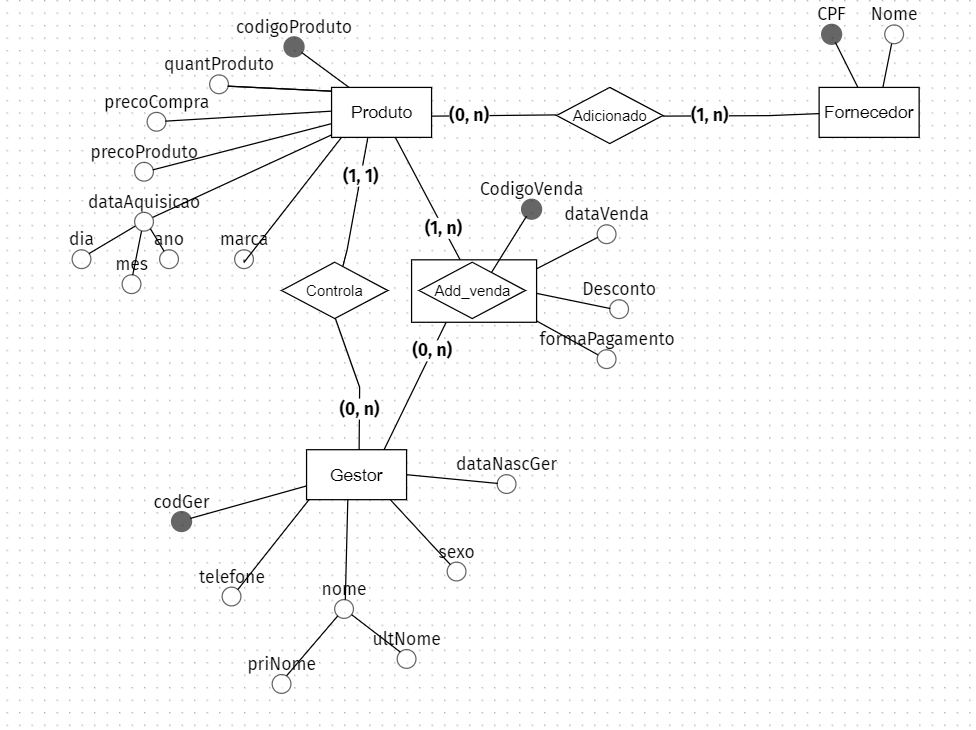 CPF
Nome
codigoProduto
quantProduto
precoCompra
Produto
(0, n)
Adicionado
(1, n)
Fornecedor
precoProduto
(1, 1)
CodigoVenda
dataAquisicao
dataVenda
(1, n)
dia
ano
marca
mes
Controla
Add_venda
Desconto
formaPagamento
(0, n)
(0, n)
dataNascGer
Gestor
codGer
sexo
telefone
nome
ultNome
priNome